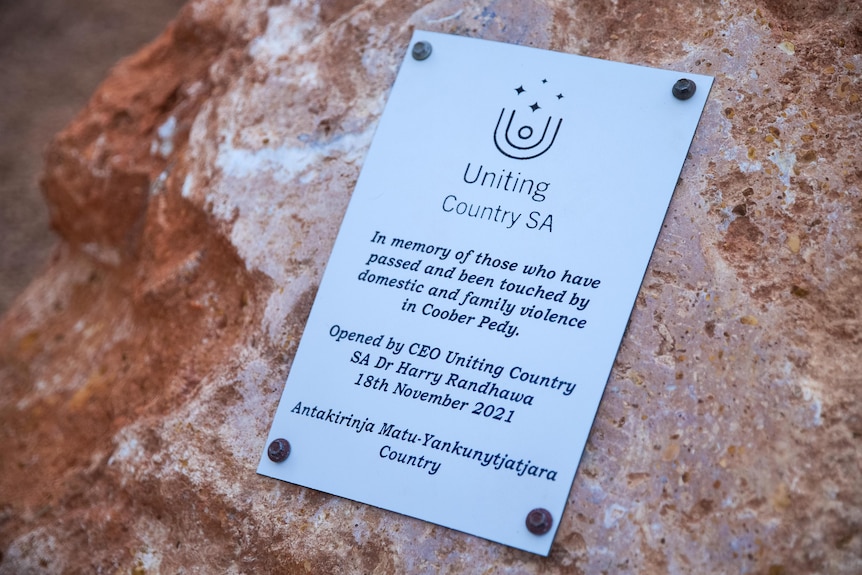 Uniting
Country SA
In memory of those who have
passed and been touched by
domestic and family violence
in Coober Pedy.
Opened by CEO Uniting Country
SA Dr Harry Randhawa
18th November 2021
Antakirinja Matu-Yankunytjatjara
Country